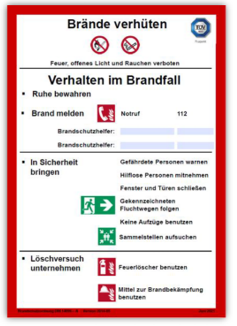 Brände verhüten
TÜV
Feuer, offenes Licht und Rauchen verboten
Verhalten im Brandfall
Ruhe bewahren
Brand melden
Notruf 112
Brandschutzhelfer:
Brandschutzhelfer:
In Sicherheit
bringen
Gefährdete Personen warnen
Hilflose Personen mitnehmen
Fenster und Türen schließen
Gekennzeichneten
Fluchtwegen folgen
Keine Aufzüge benutzen
Sammelstellen aufsuchen
Löschversuch
unternehmen
Feuerlöscher benutzen
Mittel zur Brandbekämpfung
benutzen